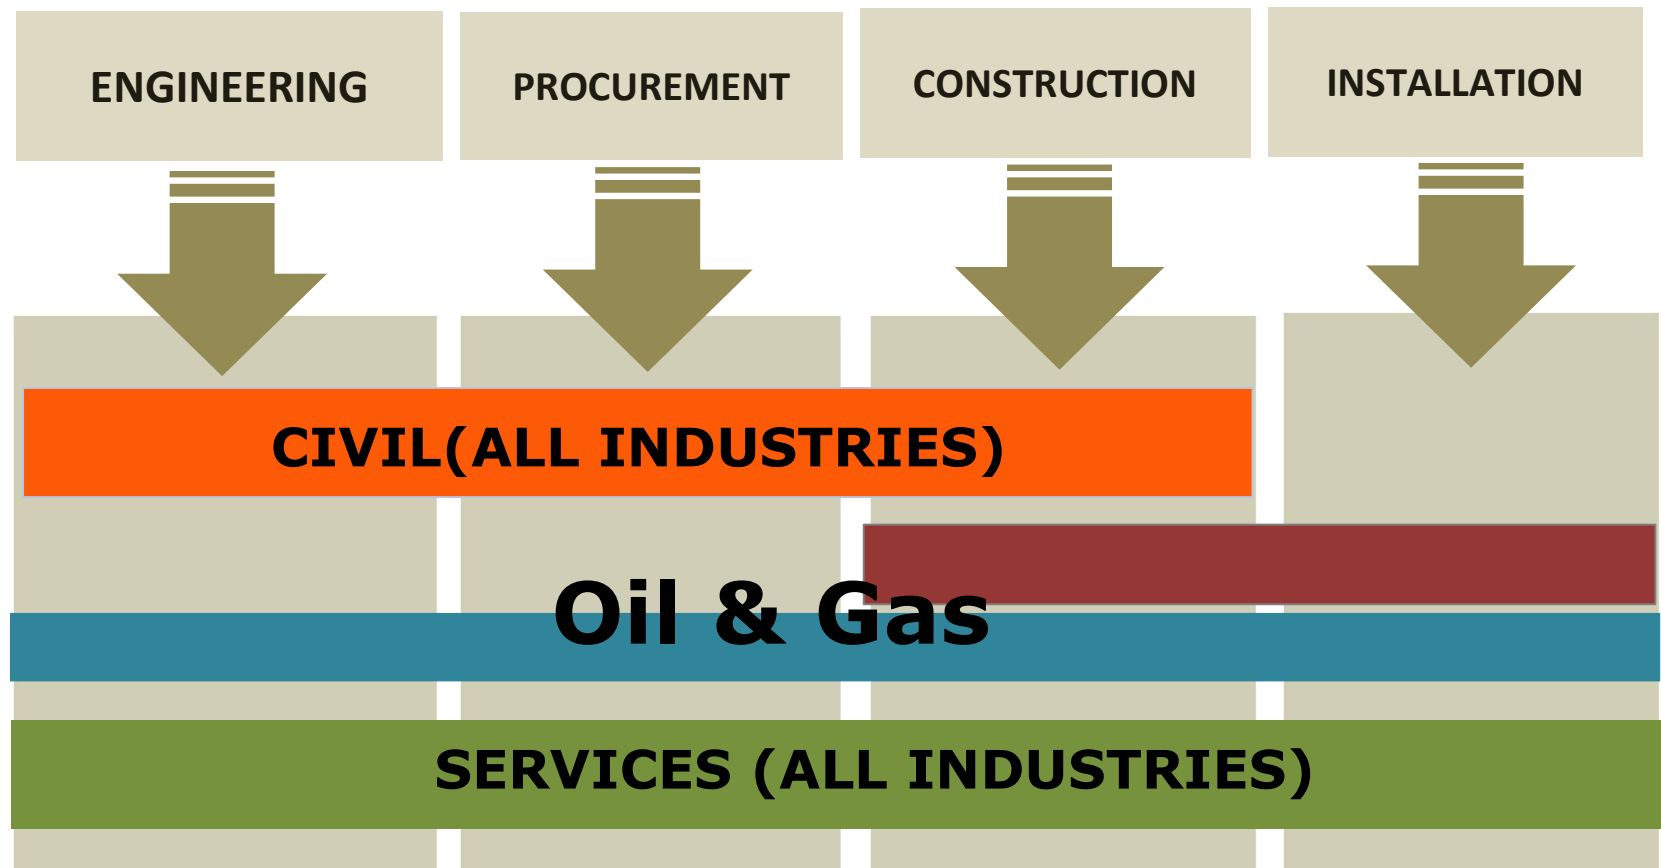 ENGINEERING
PROCUREMENT
CONSTRUCTION
INSTALLATION
CIVIL(ALL INDUSTRIES)
Oil & Gas
SERVICES (ALL INDUSTRIES)